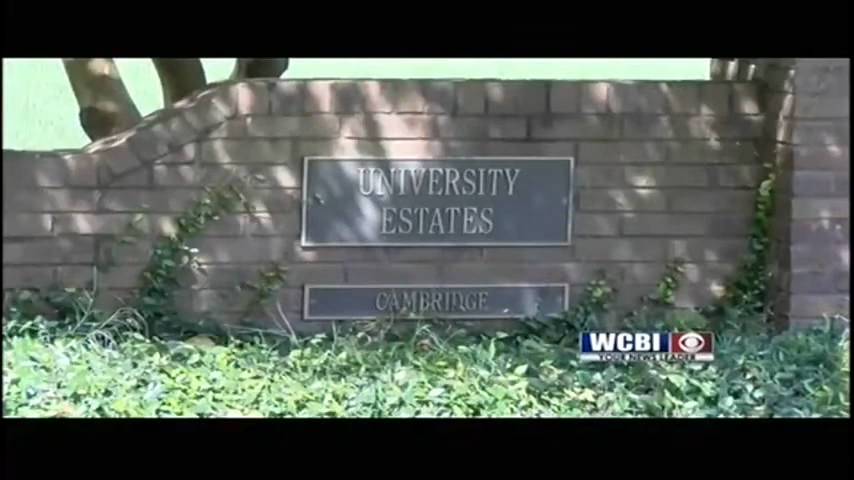 UNIVERSITY
ESTATES
CAMBRIDGE
WCBI
YOUR NEWS LEADER